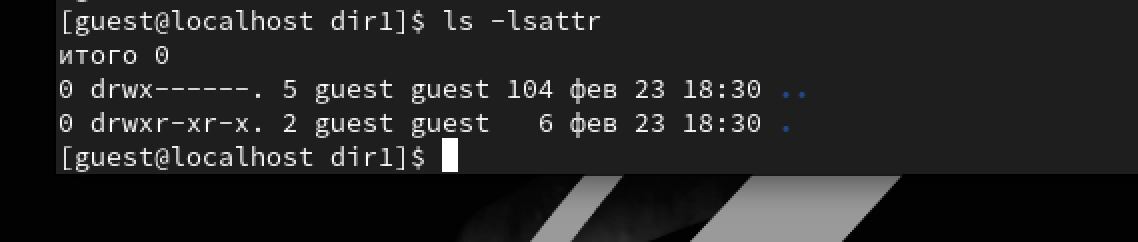 [guest@localhost dir1]$ ls -lsattr
итого 0
0 drwx------. 5 guest guest 104 фев 23 18:30 ..
0 drwxr-xr-x. 2 guest guest   6 фев 23 18:30 .
[guest@localhost dir1]$